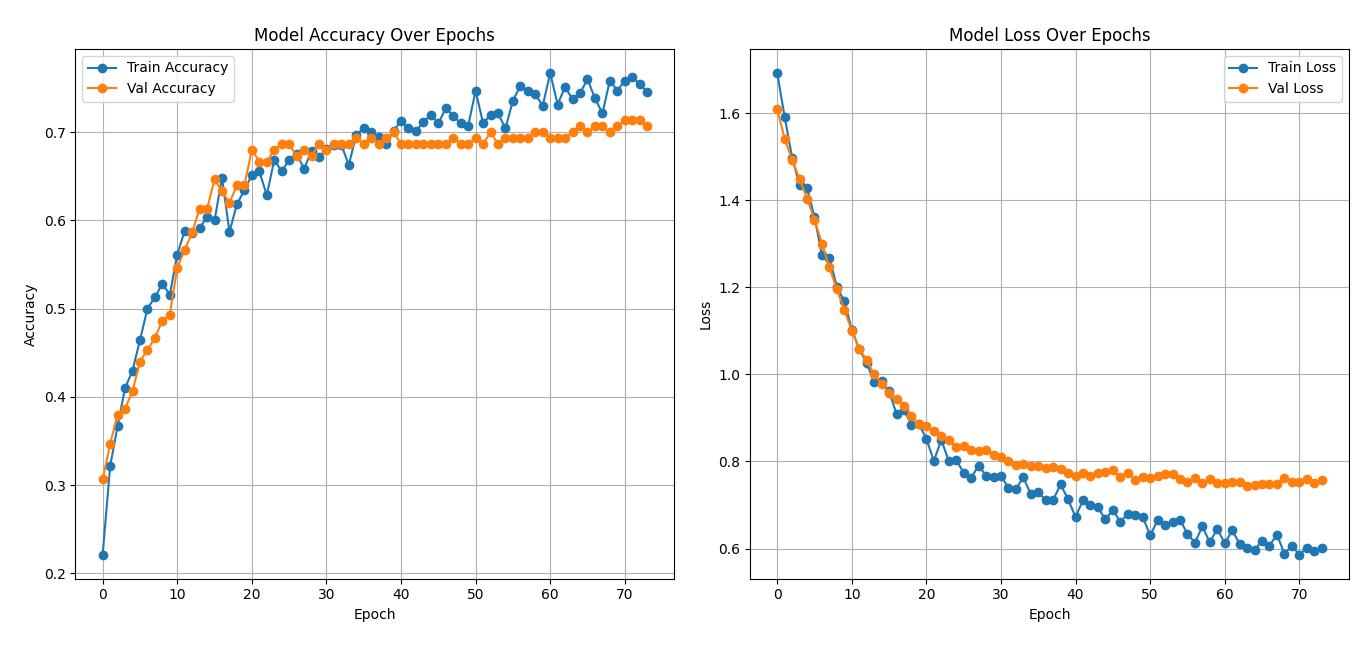 Model Accuracy Over Epochs
Train Accuracy
Val Accuracy
0.7
0.6
0.5
0.4
0.3
0.2
Accuracy
0 10 20 30 40 50 60 70
Epoch
Model Loss Over Epochs
Train Loss
Val Loss
1.6
1.4
1.2
1.0
0.8
0.6
Loss
0 10 20 30 40 50 60 70
Epoch